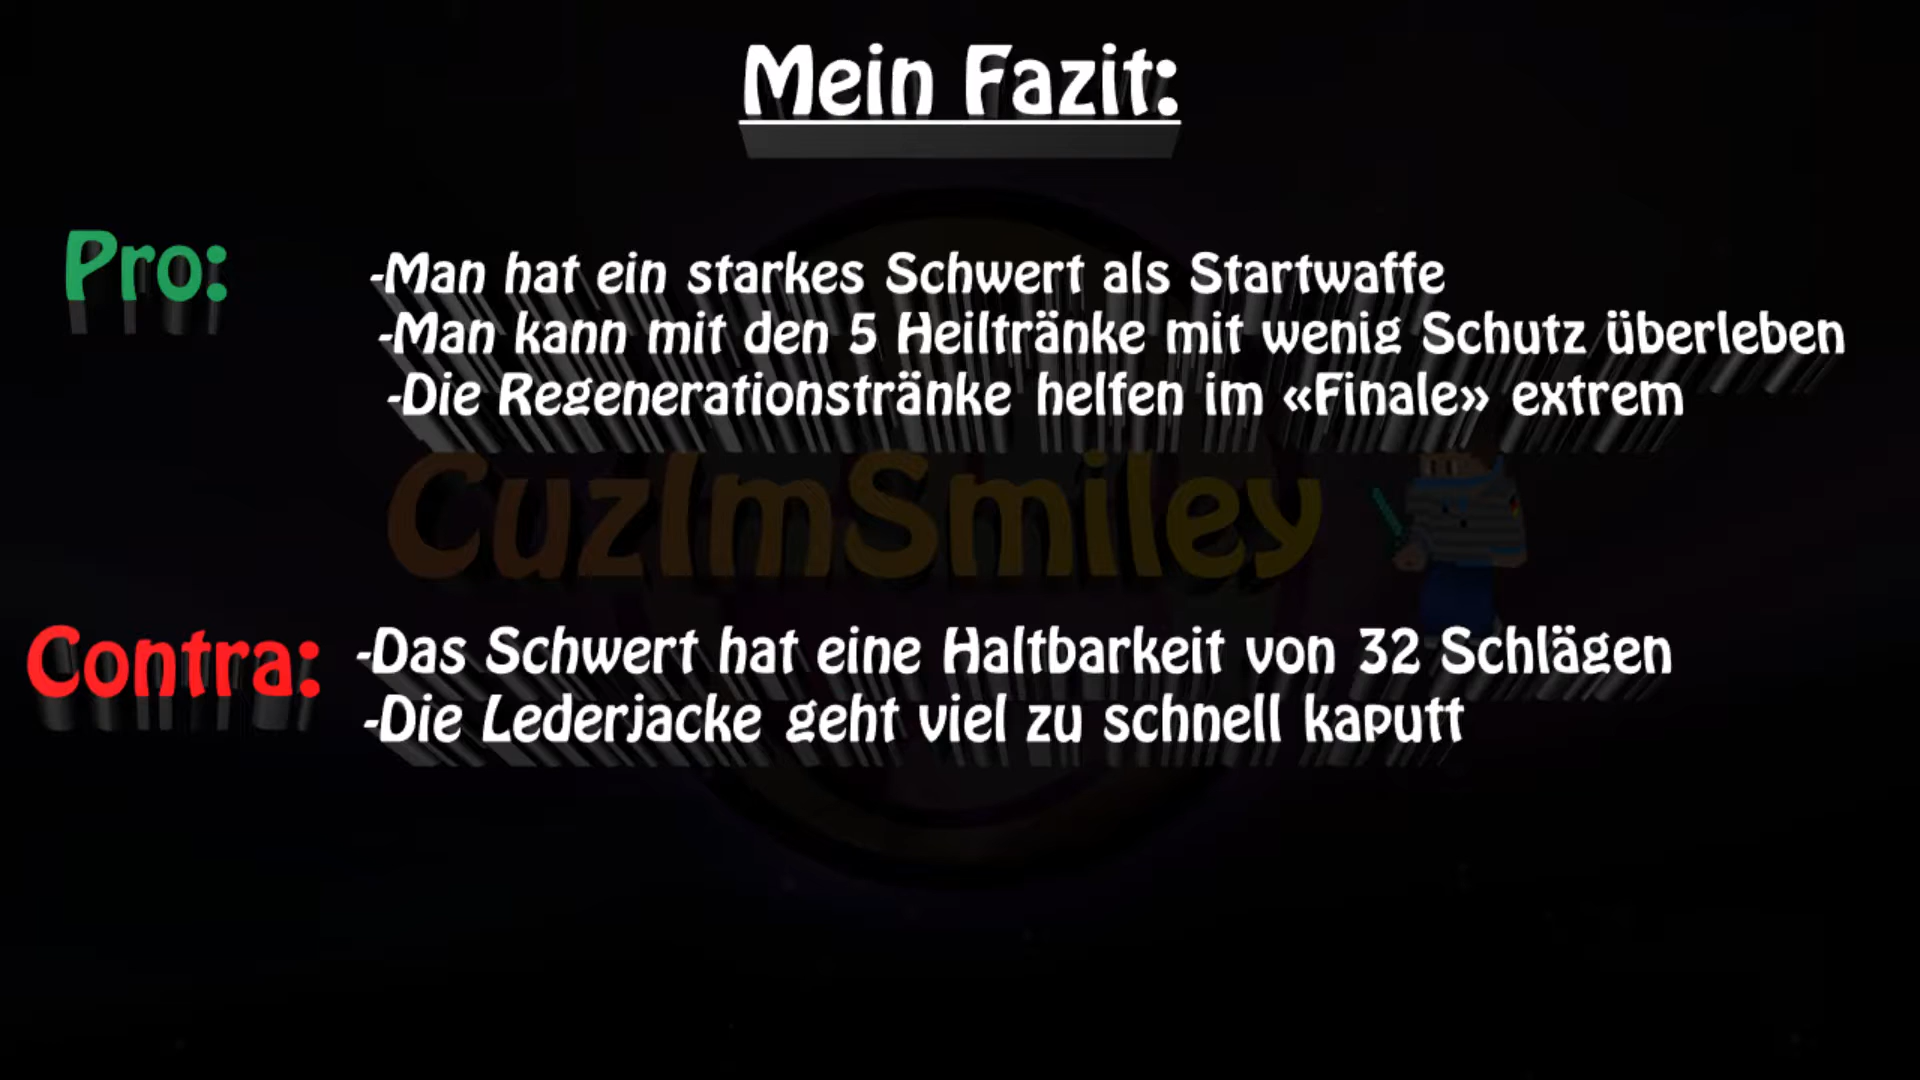 Mein Fazit:
Pro:
-Man hat ein starkes Schwert als Startwaffe
-Man kann mit den 5 Heiltränke mit wenig Schutz überleben
-Die Regenerationstränke helfen im «Finale» extrem
CuzImSmiley
Contra:
-Das Schwert hat eine Haltbarkeit von 32 Schlägen
-Die Lederjacke geht viel zu schnell kaputt